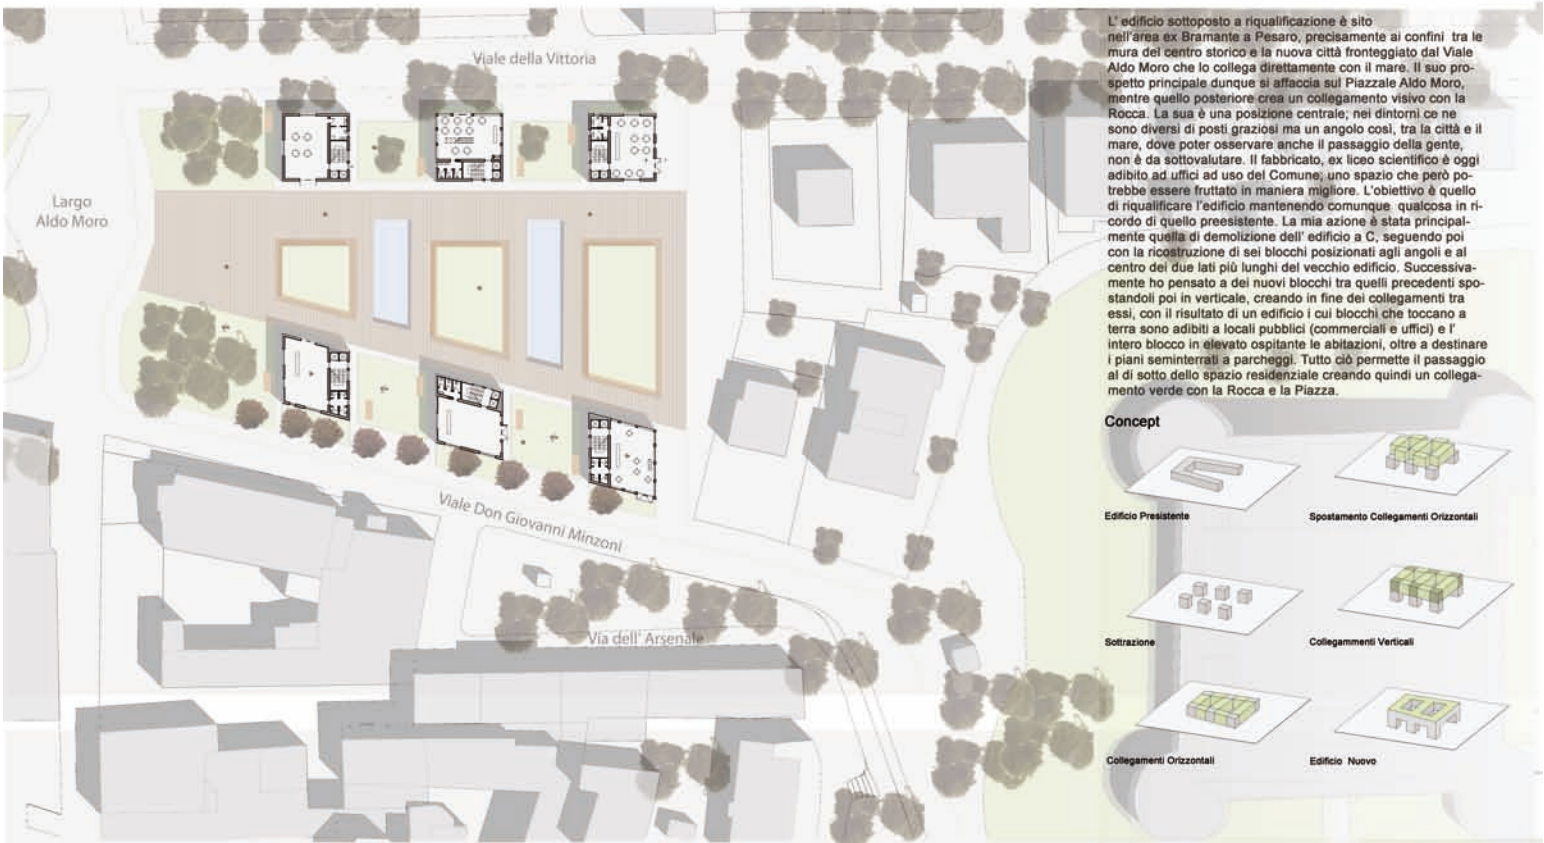 Viale della Vittoria
Largo
Aldo Moro
Viale Don Giovanni Minzoni
Via dell' Arsenale
L' edificio sottoposto a riqualificazione è sito
nell'area ex Bramante a Pesaro, precisamente ai confini tra le
mura del centro storico e la nuova città fronteggiato dal Viale
Aldo Moro che lo collega direttamente con il mare. Il suo pro-
spetto principale dunque si affaccia sul Piazzale Aldo Moro,
mentre quello posteriore crea un collegamento visivo con la
Rocca. La sua è una posizione centrale; nei dintorni ce ne
sono diversi di posti graziosi ma un angolo così, tra la città e il
mare, dove poter osservare anche il passaggio della gente,
non è da sottovalutare. Il fabbricato, ex liceo scientifico è oggi
adibito ad uffici ad uso del Comune; uno spazio che però po-
trebbe essere fruttato in maniera migliore. L'obiettivo è quello
di riqualificare l'edificio mantenendo comunque qualcosa in ri-
cordo di quello preesistente. La mia azione è stata principal-
mente quella di demolizione dell' edificio a C, seguendo poi
con la ricostruzione di sei blocchi posizionati agli angoli e al
centro dei due lati più lunghi del vecchio edificio. Successiva-
mente ho pensato a dei nuovi blocchi tra quelli precedenti spo-
standoli poi in verticale, creando in fine dei collegamenti tra
essi, con il risultato di un edificio i cui blocchi che toccano a
terra sono adibiti a locali pubblici (commerciali e uffici) e l'
intero blocco in elevato ospitante le abitazioni, oltre a destinare
i piani seminterrati a parcheggi. Tutto ciò permette il passaggio
al di sotto dello spazio residenziale creando quindi un collega-
mento verde con la Rocca e la Piazza.
Concept
Edificio Presistente
Spostamento Collegamenti Orizzontali
Sottrazione
Collegammenti Verticali
Collegamenti Orizzontali
Edificio Nuovo